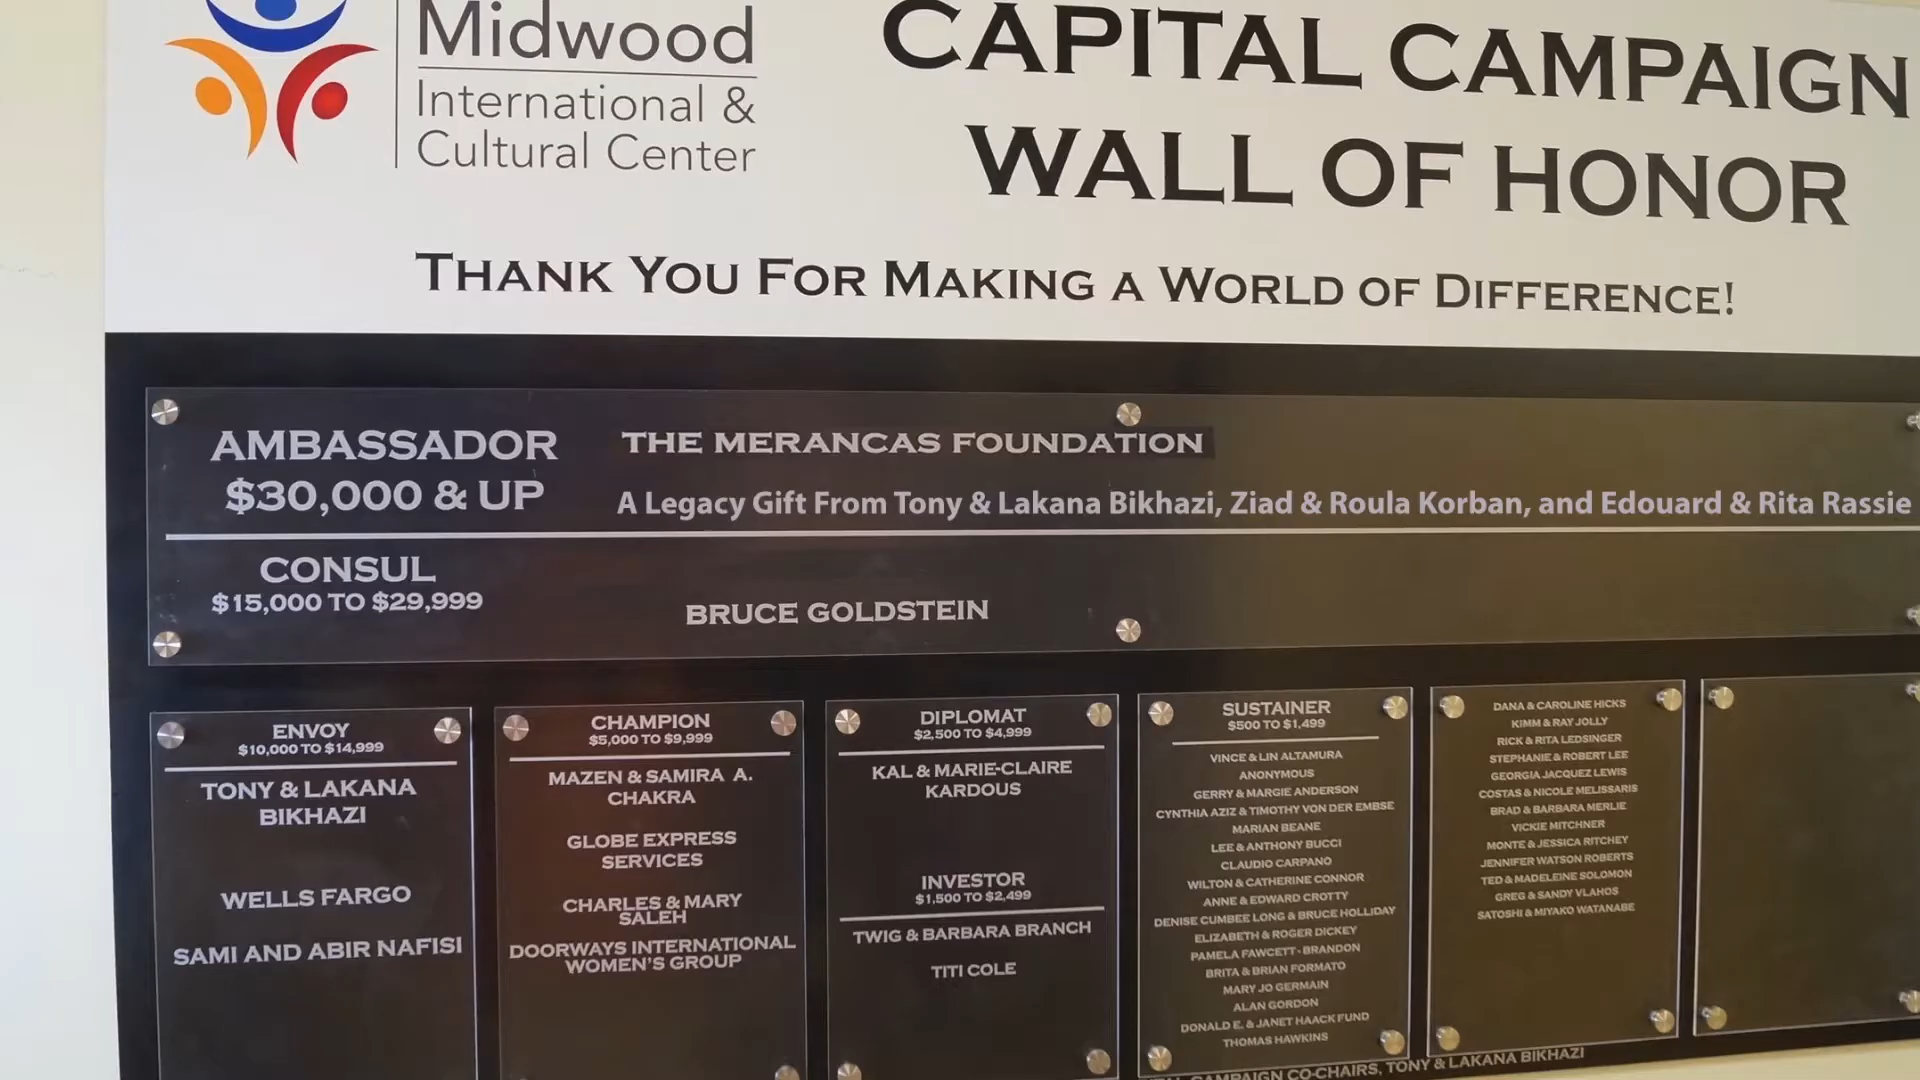 Midwood
International &
Cultural Center
CAPITAL CAMPAIGN
WALL OF HONOR
THANK YOU FOR MAKING A WORLD OF DIFFERENCE!
AMBASSADOR
$30,000 & UP
THE MERANCAS FOUNDATION
A Legacy Gift From Tony & Lakana Bikhazi, Ziad & Roula Korban, and Edouard & Rita Rassie
CONSUL
$15,000 TO $29,999
BRUCE GOLDSTEIN
ENVOY
$10,000 TO $14,999
TONY & LAKANA
BIKHAZI
WELLS FARGO
SAMI AND ABIR NAFISI
CHAMPION
$5,000 TO $9,999
MAZEN & SAMIRA A.
CHAKRA
GLOBE EXPRESS
SERVICES
CHARLES & MARY
SALEH
DOORWAYS INTERNATIONAL
WOMEN'S GROUP
DIPLOMAT
$2,500 TO $4,999
KAL & MARIE-CLAIRE
KARDOUS
INVESTOR
$1,500 TO $2,499
TWIG & BARBARA BRANCH
TITI COLE
SUSTAINER
$500 TO $1,499
VINCE & LIN ALTAMURA
ANONYMOUS
GERRY & MARGIE ANDERSON
CYNTHIA AZIZ & TIMOTHY VON DER EMBSE
MARIAN BEANE
LEE & ANTHONY BUCCI
CLAUDIO CARPANO
WILTON & CATHERINE CONNOR
ANNE & EDWARD CROTTY
DENISE CUMBEE LONG & BRUCE HOLLIDAY
ELIZABETH & ROGER DICKEY
PAMELA FAWCETT - BRANDON
BRITA & BRIAN FORMATO
MARY JO GERMAIN
ALAN GORDON
DONALD E. & JANET HAACK FUND
THOMAS HAWKINS
DANA & CAROLINE HICKS
KIMM & RAY JOLLY
RICK & RITA LEDSINGER
STEPHANIE & ROBERT LEE
GEORGIA JACQUEZ LEWIS
COSTAS & NICOLE MELISSARIS
BRAD & BARBARA MERLIE
VICKIE MITCHNER
MONTE & JESSICA RITCHEY
JENNIFER WATSON ROBERTS
TED & MADELEINE SOLOMON
GREG & SANDY VLAHOS
SATOSHI & MIYAKO WATANABE
CAMPAIGN CO-CHAIRS, TONY & LAKANA BIKHAZI